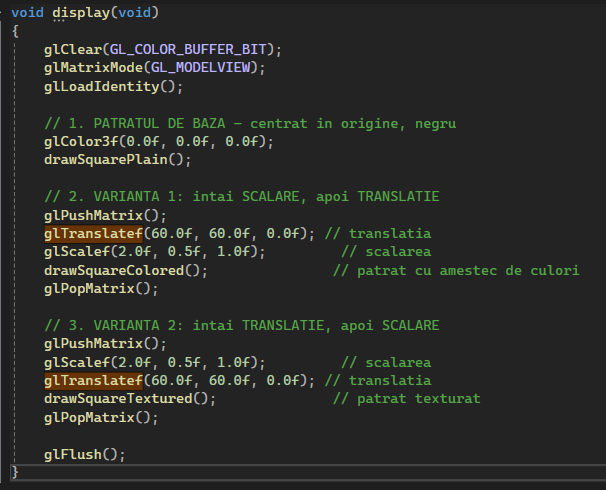 void display(void)
{
    glClear(GL_COLOR_BUFFER_BIT);
    glMatrixMode(GL_MODELVIEW);
    glLoadIdentity();

    // 1. PATRATUL DE BAZA – centrat in origine, negru
    glColor3f(0.0f, 0.0f, 0.0f);
    drawSquarePlain();

    // 2. VARIANTA 1: intai SCALARE, apoi TRANSLATIE
    glPushMatrix();
    glTranslatef(60.0f, 60.0f, 0.0f); // translatia
    glScalef(2.0f, 0.5f, 1.0f);         // scalarea
    drawSquareColored();               // patrat cu amestec de culori
    glPopMatrix();

    // 3. VARIANTA 2: intai TRANSLATIE, apoi SCALARE
    glPushMatrix();
    glScalef(2.0f, 0.5f, 1.0f);         // scalarea
    glTranslatef(60.0f, 60.0f, 0.0f); // translatia
    drawSquareTextured();              // patrat texturat
    glPopMatrix();

    glFlush();
}